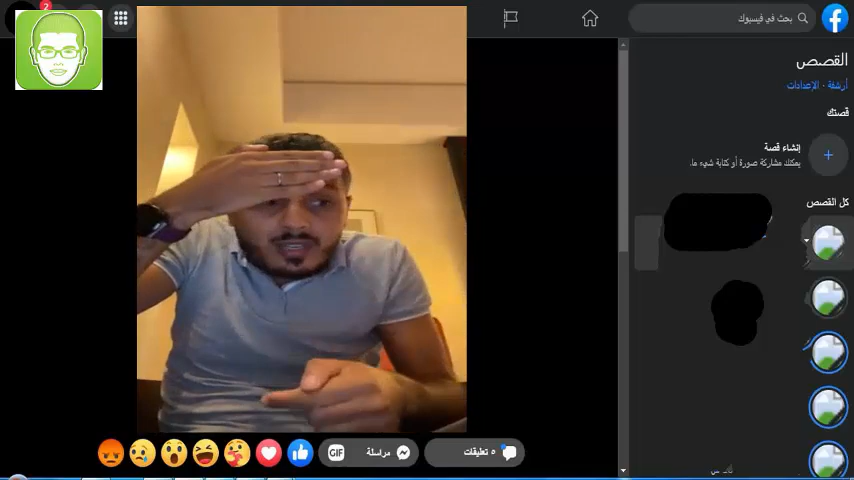 2
بحث في فيسبوك
القصص
أرشفة · الإعدادات
قصتك
إنشاء قصة
يمكنك مشاركة صورة أو كتابة شيء ما.
كل القصص
GIF
مراسلة
٥ تعليقات